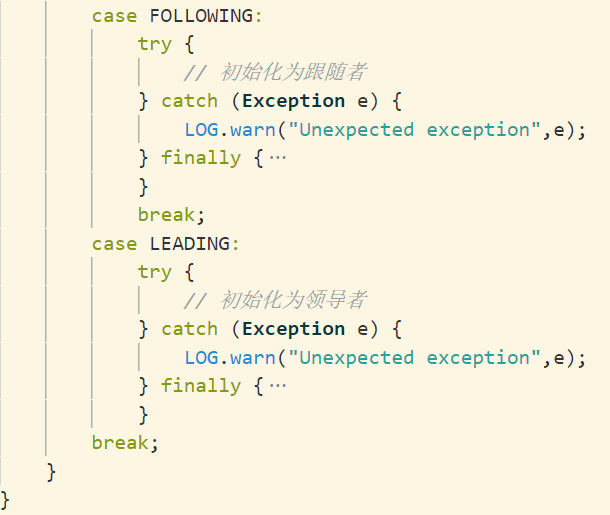 case FOLLOWING:
try {
// 初始化为跟随者
} catch (Exception e) {
LOG.warn("Unexpected exception",e);
} finally {···
}
break;
case LEADING:
try {
// 初始化为领导者
} catch (Exception e) {
LOG.warn("Unexpected exception",e);
} finally {···
}
break;
}
}